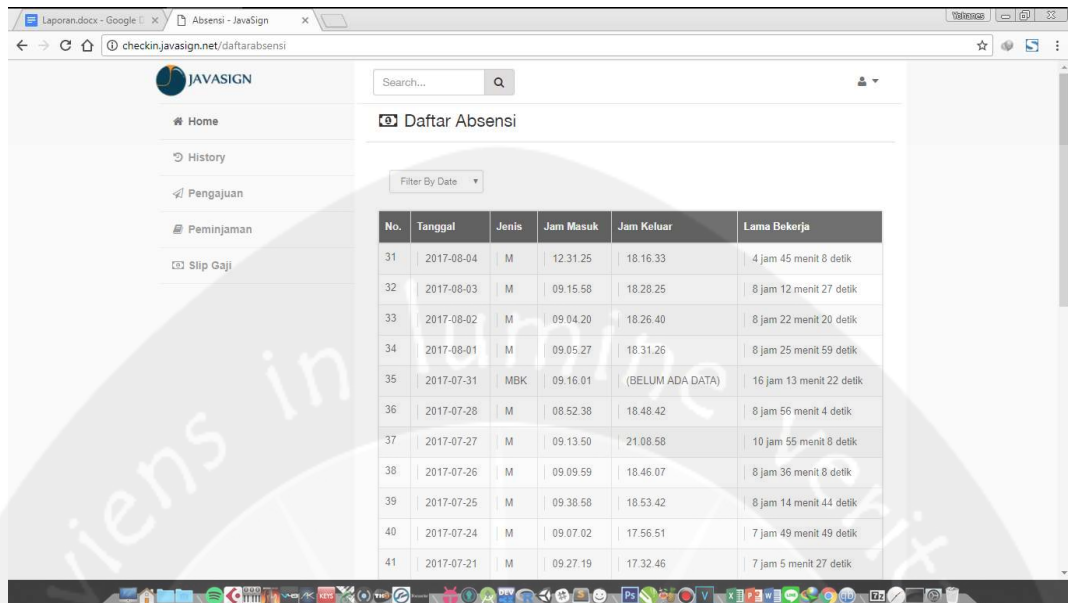 Laporan.docx - Google D
Absensi - JavaSign
Yohanes
checkin.javasign.net/daftarabsensi
JAVASIGN
Search...
Home
Daftar Absensi
History
Filter By Date
Pengajuan
Peminjaman
Slip Gaji
No. Tanggal Jenis Jam Masuk Jam Keluar Lama Bekerja
31 2017-08-04 M 12.31.25 18.16.33 4 jam 45 menit 8 detik
32 2017-08-03 M 09.15.58 18.28.25 8 jam 12 menit 27 detik
33 2017-08-02 M 09.04.20 18.26.40 8 jam 22 menit 20 detik
34 2017-08-01 M 09.05.27 18.31.26 8 jam 25 menit 59 detik
35 2017-07-31 MBK 09.16.01 (BELUM ADA DATA) 16 jam 13 menit 22 detik
36 2017-07-28 M 08.52.38 18.48.42 8 jam 56 menit 4 detik
37 2017-07-27 M 09.13.50 21.08.58 10 jam 55 menit 8 detik
38 2017-07-26 M 09.09.59 18.46.07 8 jam 36 menit 8 detik
39 2017-07-25 M 09.38.58 18.53.42 8 jam 14 menit 44 detik
40 2017-07-24 M 09.07.02 17.56.51 7 jam 49 menit 49 detik
41 2017-07-21 M 09.27.19 17.32.46 7 jam 5 menit 27 detik
viens in lumine verit